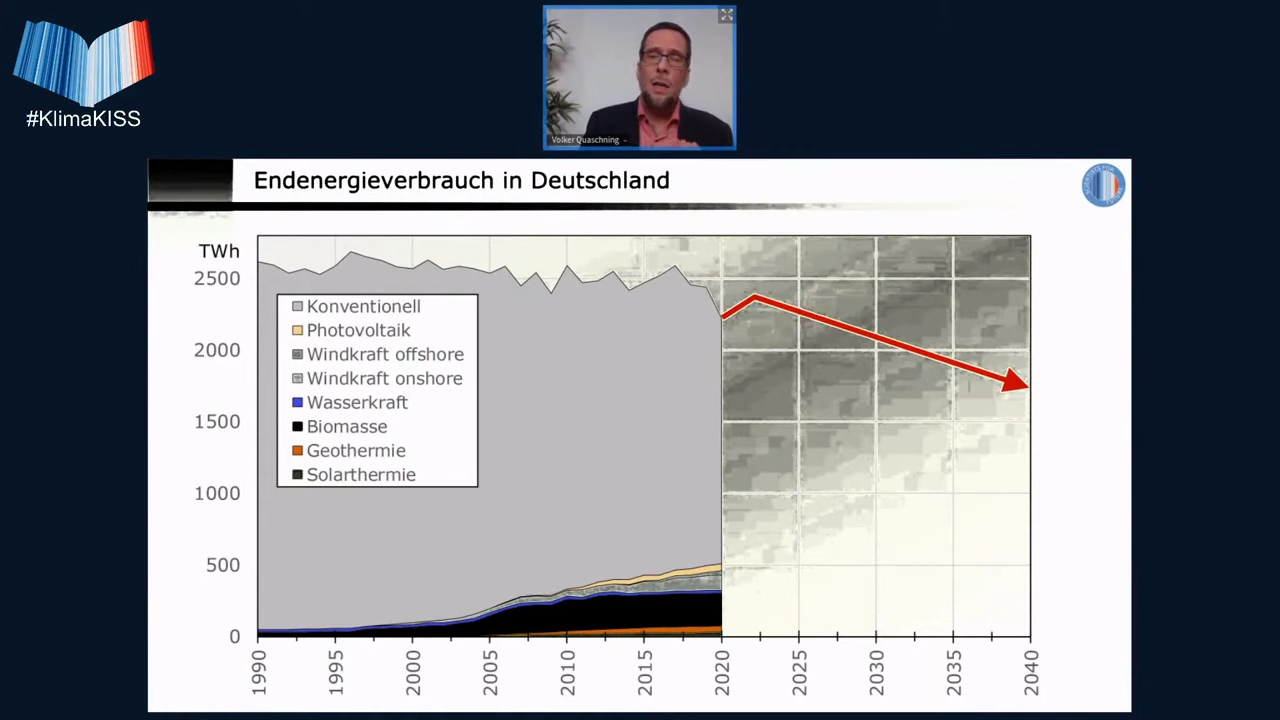 #KlimaKISS
Volker Quaschning
Endenergieverbrauch in Deutschland
TWh
2500
2000
1500
1000
500
0
Konventionell
Photovoltaik
Windkraft offshore
Windkraft onshore
Wasserkraft
Biomasse
Geothermie
Solarthermie
1990
1995
2000
2005
2010
2015
2020
2025
2030
2035
2040